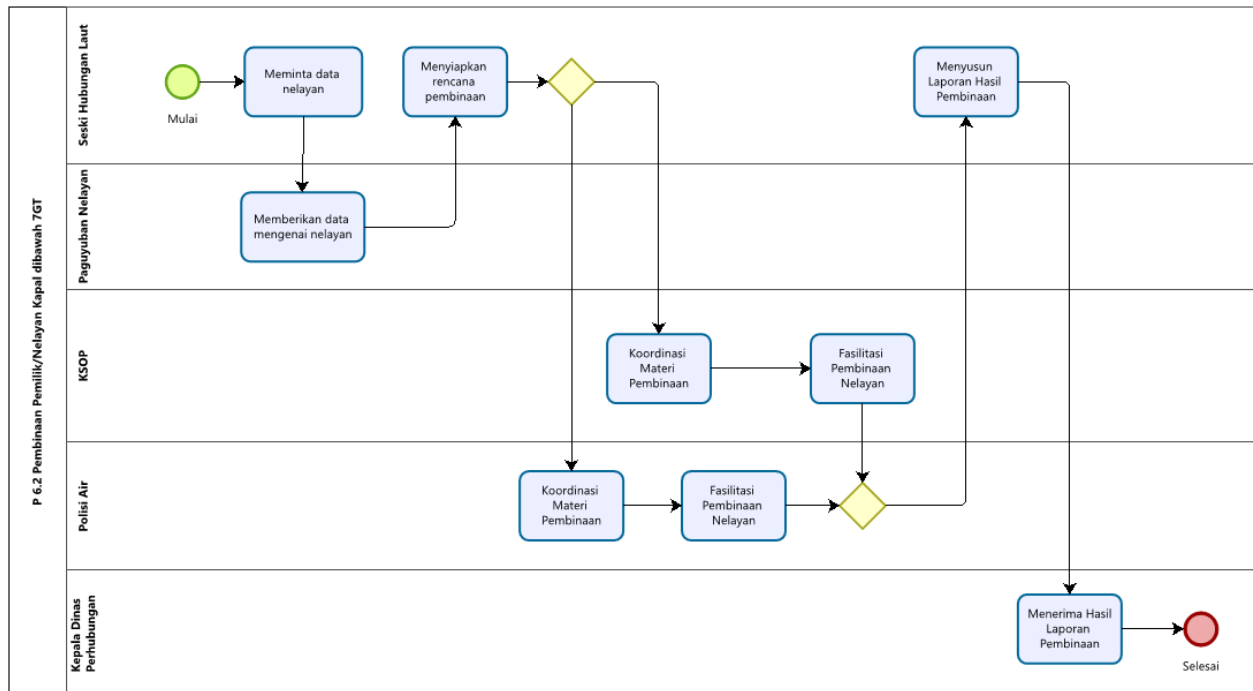 P 6.2 Pembinaan Pemilik/Nelayan Kapal dibawah 7GT
Seski Hubungan Laut
Mulai
Meminta data
nelayan
Menyiapkan
rencana
pembinaan
Menyusun
Laporan Hasil
Pembinaan
Paguyuban Nelayan
Memberikan data
mengenai nelayan
KSOP
Koordinasi
Materi
Pembinaan
Fasilitasi
Pembinaan
Nelayan
Polisi Air
Koordinasi
Materi
Pembinaan
Fasilitasi
Pembinaan
Nelayan
Kepala Dinas
Perhubungan
Menerima Hasil
Laporan
Pembinaan
Selesai